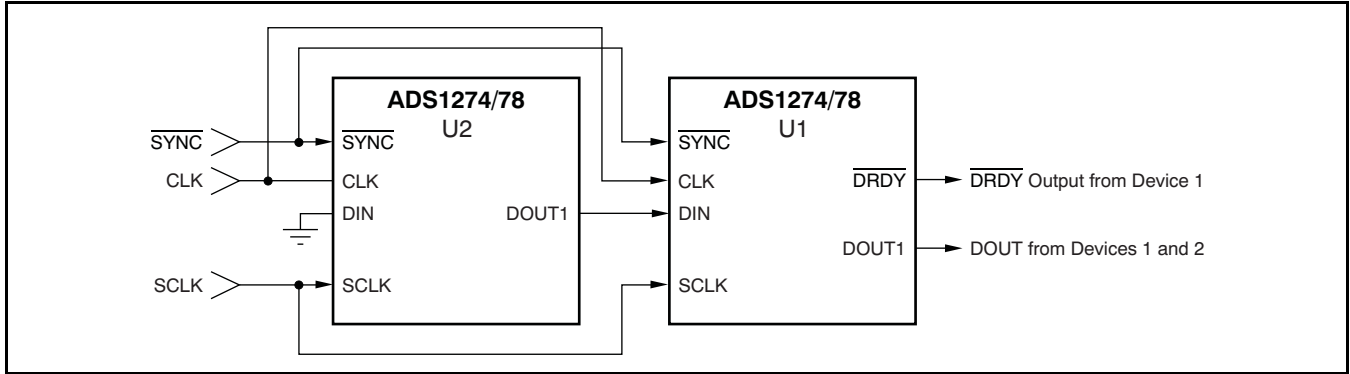 ADS1274/78
U2
SYNC
CLK
DIN
DOUT1
SCLK
ADS1274/78
U1
SYNC
CLK
DIN
SCLK
DRDY
DOUT1
SYNC
CLK
SCLK
DRDY Output from Device 1
DOUT from Devices 1 and 2